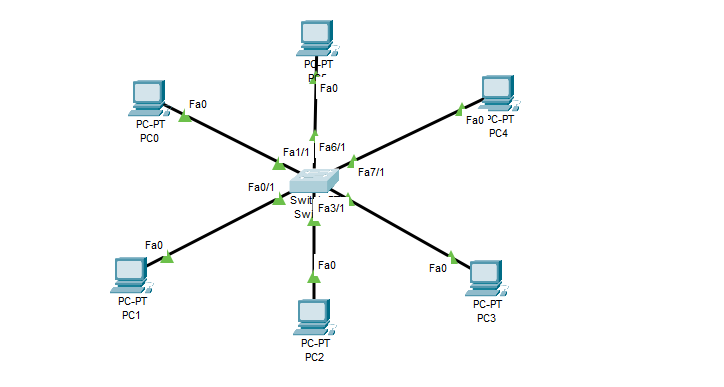 PC-PT
Fa0
Fa0
PC-PT
PC0
Fa0
PC-PT
PC4
Fa1/1
Fa6/1
Fa7/1
Fa0/1
Fa3/1
Fa0
PC-PT
PC1
Fa0
Fa0
PC-PT
PC3
PC-PT
PC2